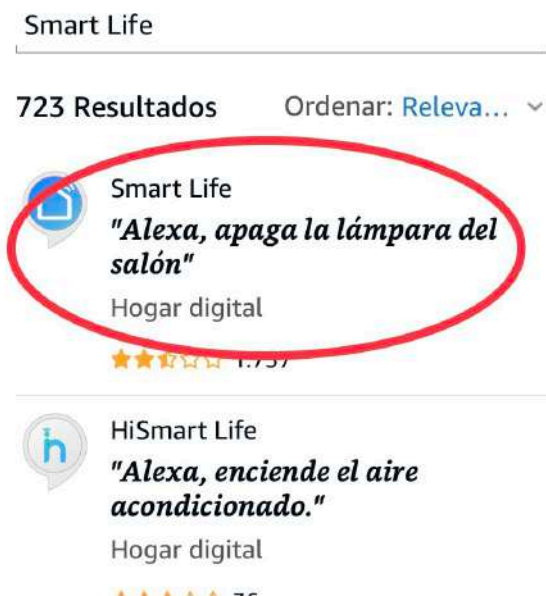 Smart Life
723 Resultados Ordenar: Releva...
Smart Life
"Alexa, apaga la lámpara del
salón"
Hogar digital
HiSmart Life
"Alexa, enciende el aire
acondicionado."
Hogar digital